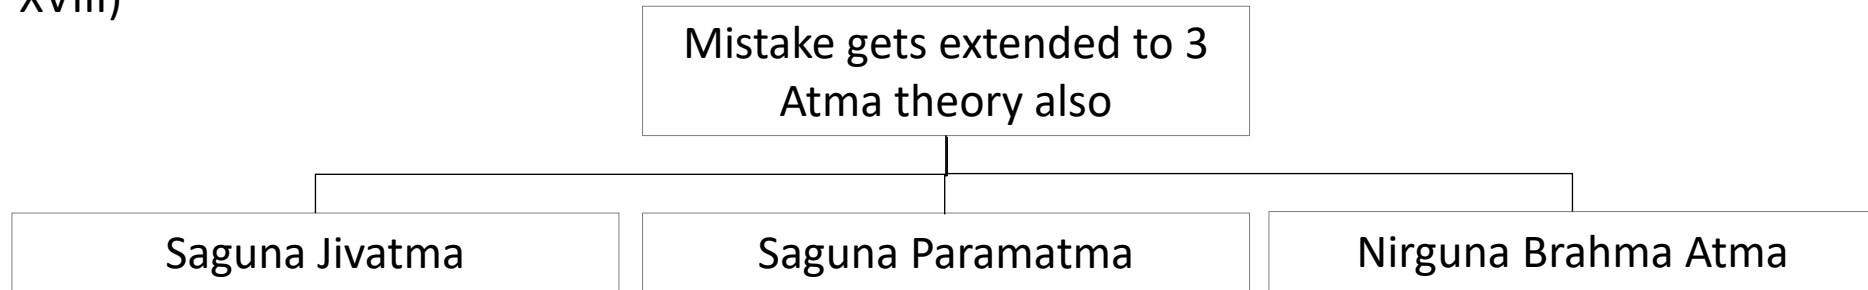 XVIII)
Mistake gets extended to 3
Atma theory also
Saguna Jivatma
Saguna Paramatma
Nirguna Brahma Atma